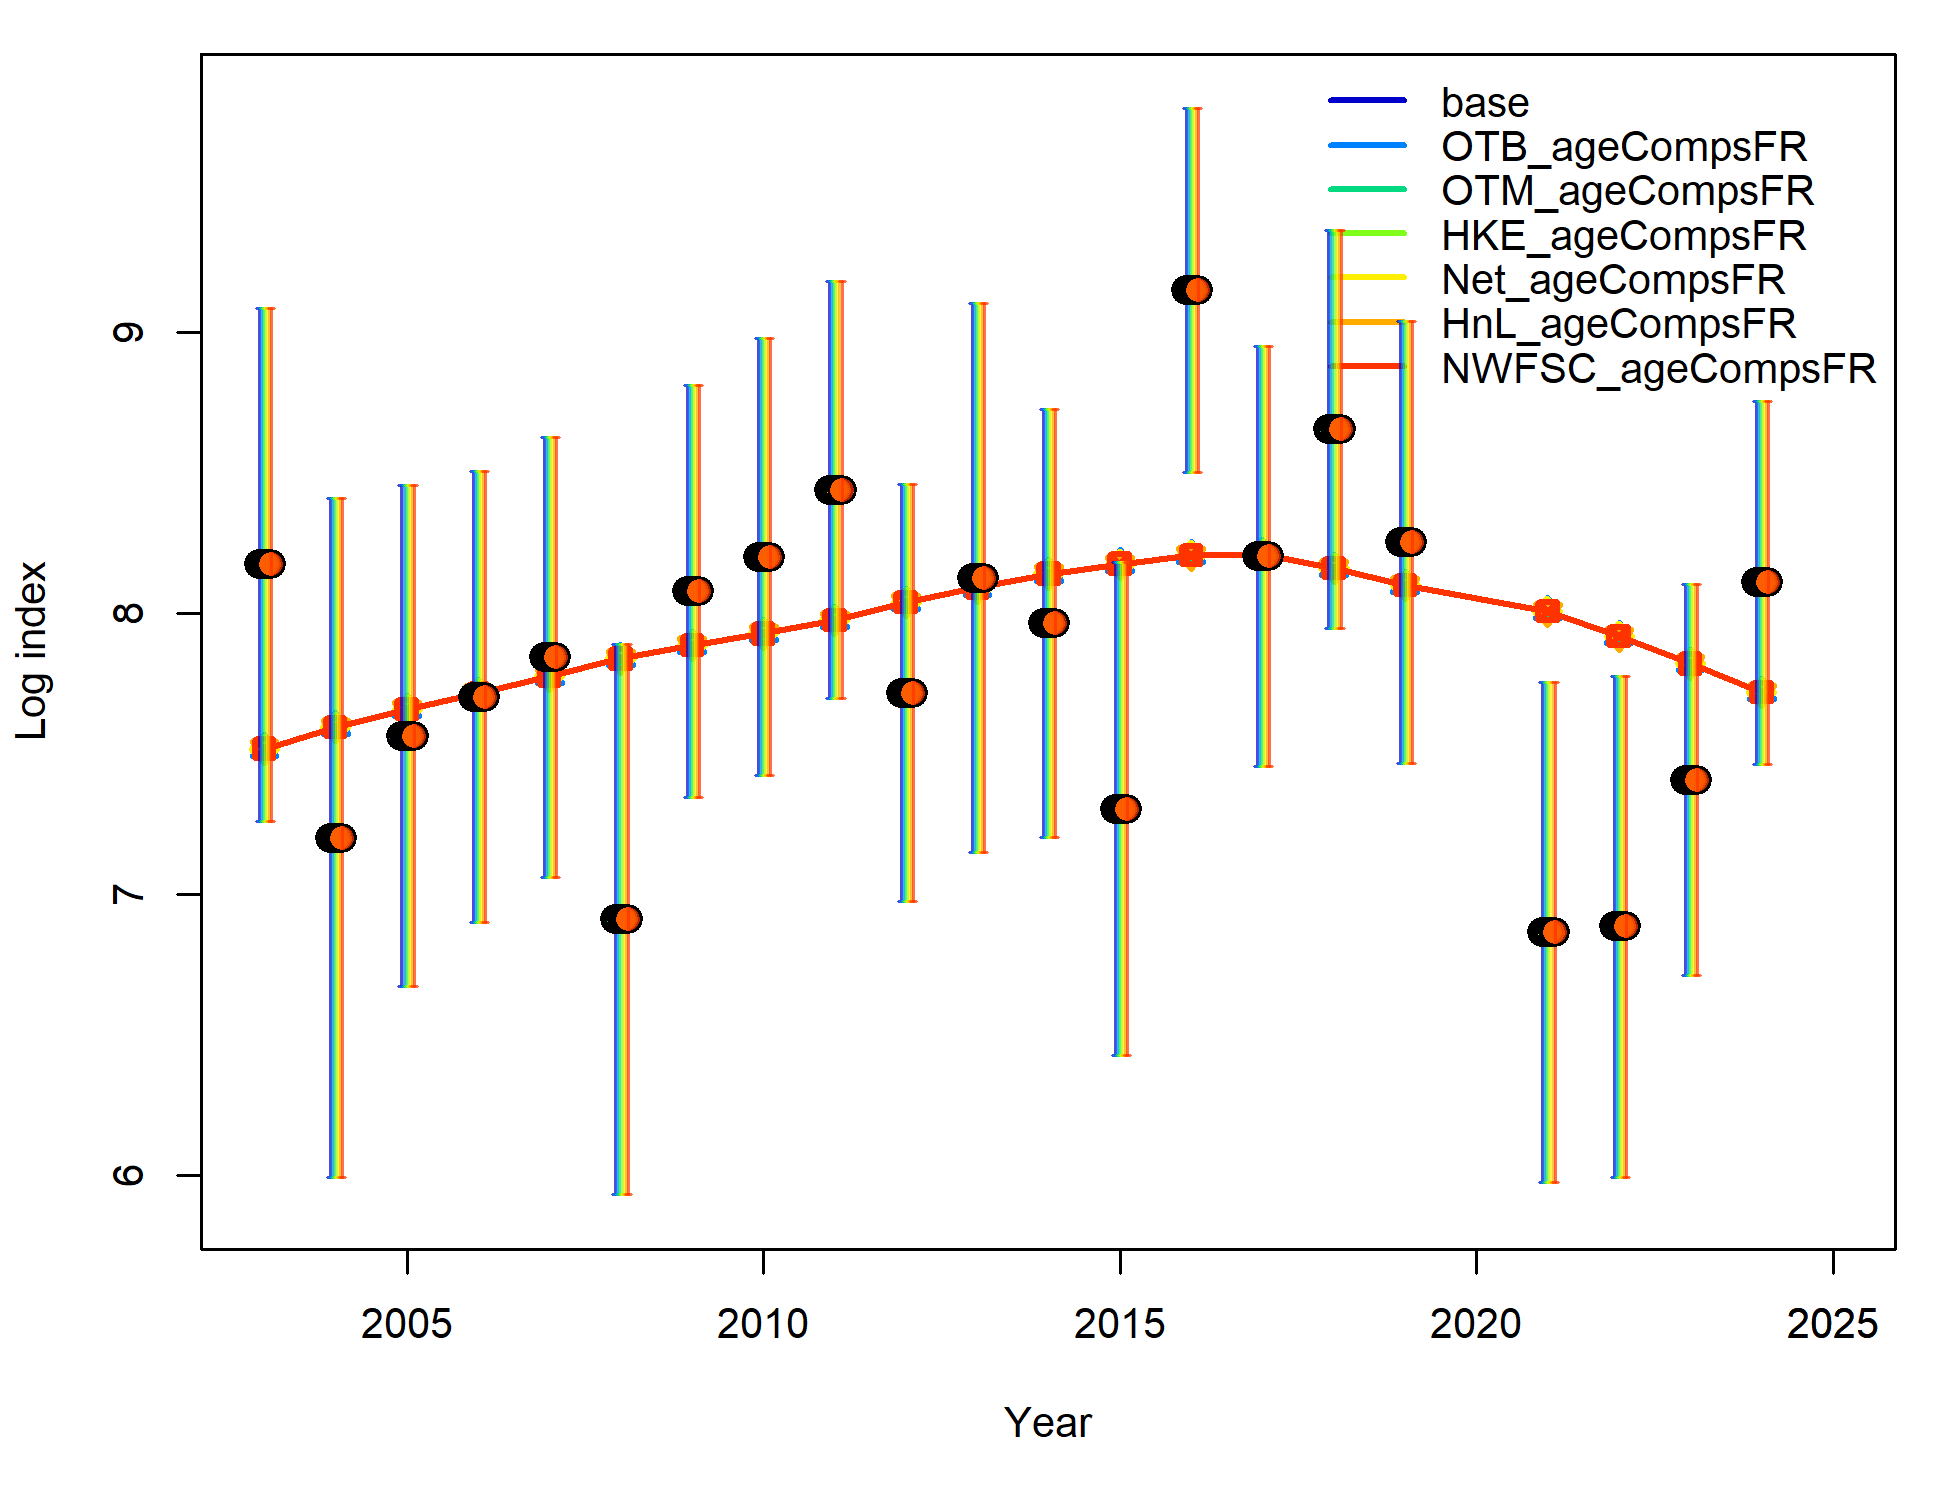 base
OTB_ageCompsFR
OTM_ageCompsFR
HKE_ageCompsFR
Net_ageCompsFR
HnL_ageCompsFR
NWFSC_ageCompsFR
9
8
7
6
Log index
2005 2010 2015 2020 2025
Year